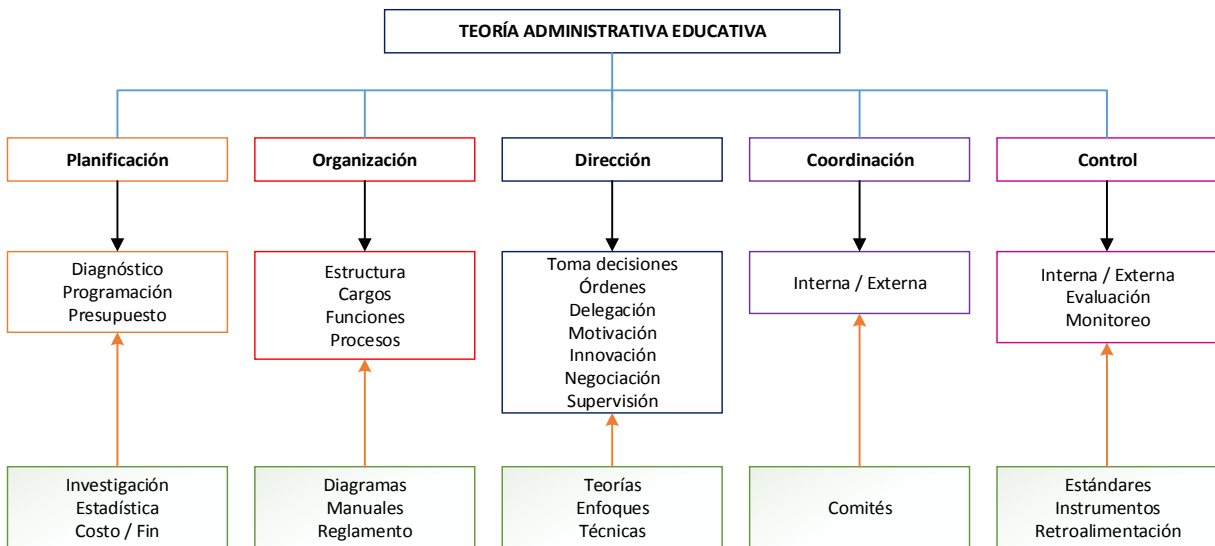 TEORÍA ADMINISTRATIVA EDUCATIVA
Planificación
Organización
Dirección
Coordinación
Control
Diagnóstico
Programación
Presupuesto
Estructura
Cargos
Funciones
Procesos
Toma decisiones
Órdenes
Delegación
Motivación
Innovación
Negociación
Supervisión
Interna / Externa
Interna / Externa
Evaluación
Monitoreo
Investigación
Estadística
Costo / Fin
Diagramas
Manuales
Reglamento
Teorías
Enfoques
Técnicas
Comités
Estándares
Instrumentos
Retroalimentación